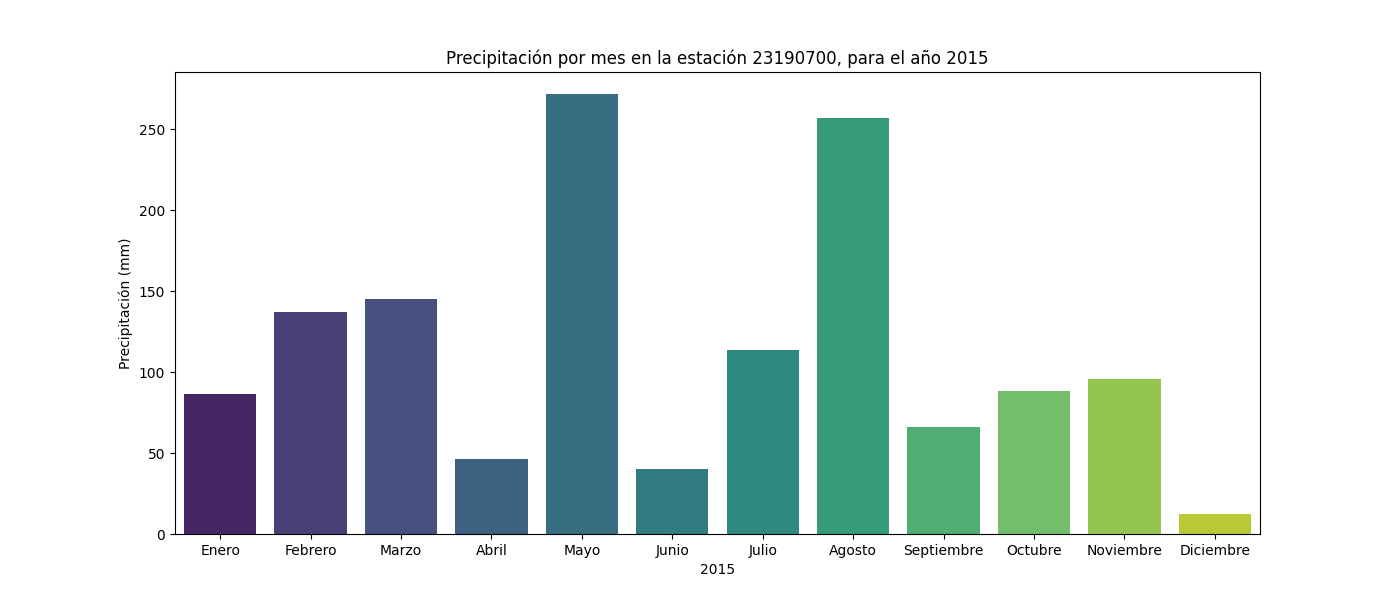 Precipitación por mes en la estación 23190700, para el año 2015
Precipitación (mm)
250
200
150
100
50
0
Enero Febrero Marzo Abril Mayo Junio Julio Agosto Septiembre Octubre Noviembre Diciembre
2015